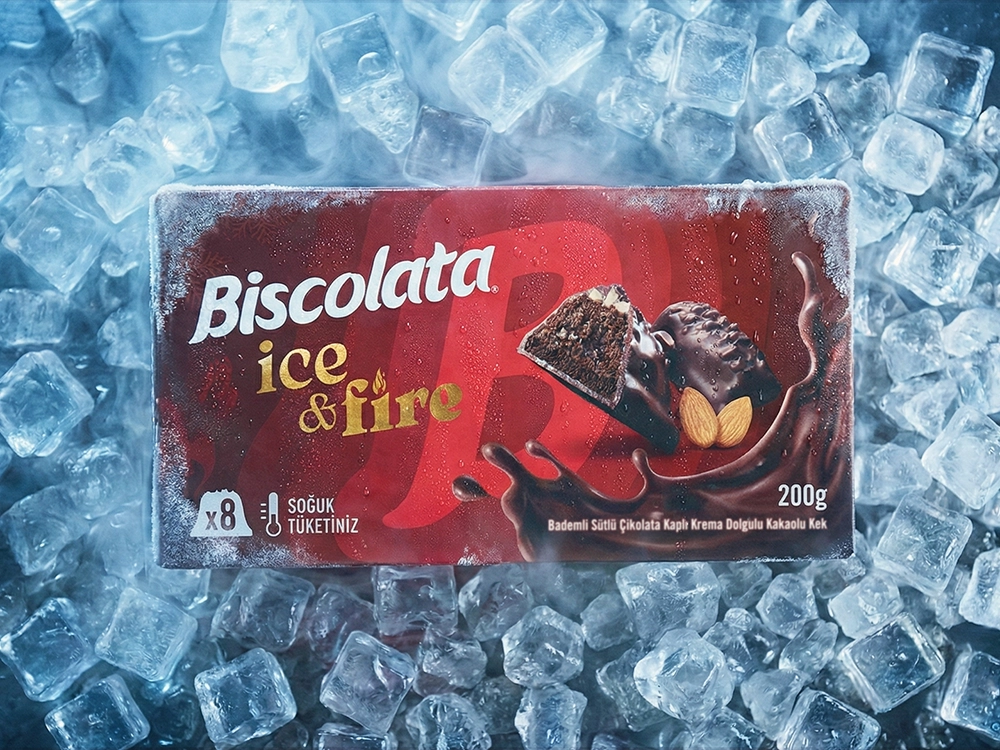 Biscolata®
ice
&fire
x8
SOĞUK
TÜKETİNİZ
200g
Bademli Sütlü Çikolata Kaplı Krema Dolgulu Kakaolu Kek